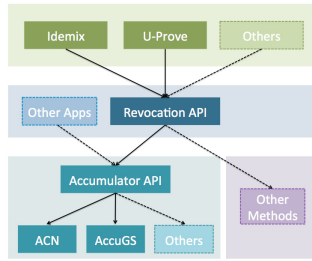 Idemix
U-Prove
Others
Other Apps
Revocation API
Accumulator API
Other
Methods
ACN
AccuGS
Others